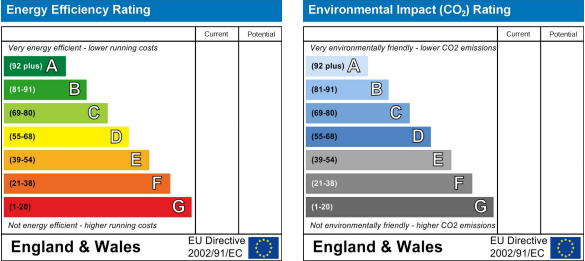 Energy Efficiency Rating
Current Potential
Very energy efficient - lower running costs
(92 plus) A
(81-91) B
(69-80) C
(55-68) D
(39-54) E
(21-38) F
(1-20) G
Not energy efficient - higher running costs
England & Wales
EU Directive
2002/91/EC
Environmental Impact (CO₂) Rating
Current Potential
Very environmentally friendly - lower CO2 emissions
(92 plus) A
(81-91) B
(69-80) C
(55-68) D
(39-54) E
(21-38) F
(1-20) G
Not environmentally friendly - higher CO2 emissions
England & Wales
EU Directive
2002/91/EC